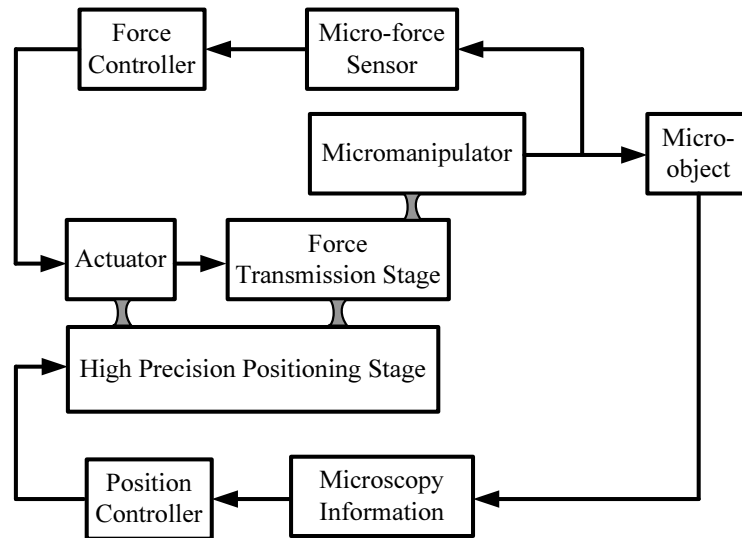 Force
Controller
Micro-force
Sensor
Micromanipulator
Micro-
object
Actuator
Force
Transmission Stage
High Precision Positioning Stage
Position
Controller
Microscopy
Information